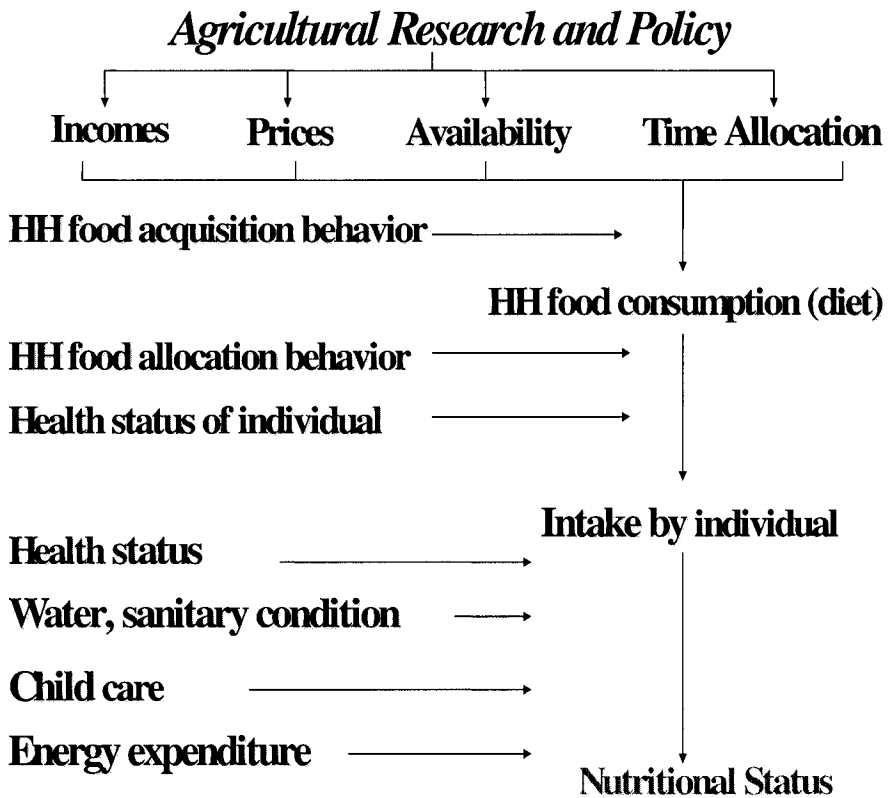 Agricultural Research and Policy
Incomes Prices Availability Time Allocation
HH food acquisition behavior
HH food consumption (diet)
HH food allocation behavior
Health status of individual
Intake by individual
Health status
Water, sanitary condition
Child care
Energy expenditure
Nutritional Status